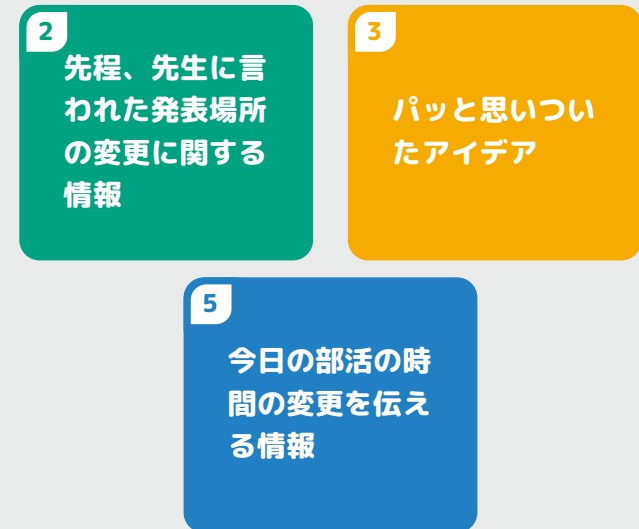 2
先程、先生に言
われた発表場所
の変更に関する
情報
3
パッと思いつい
たアイデア
5
今日の部活の時
間の変更を伝え
る情報